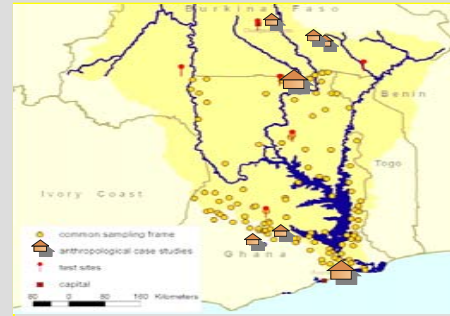 Burkina Faso
Benin
Togo
Ivory Coast
Ghana
common sampling frame
anthropological case studies
test sites
capital
80 0 80 160 Kilometers